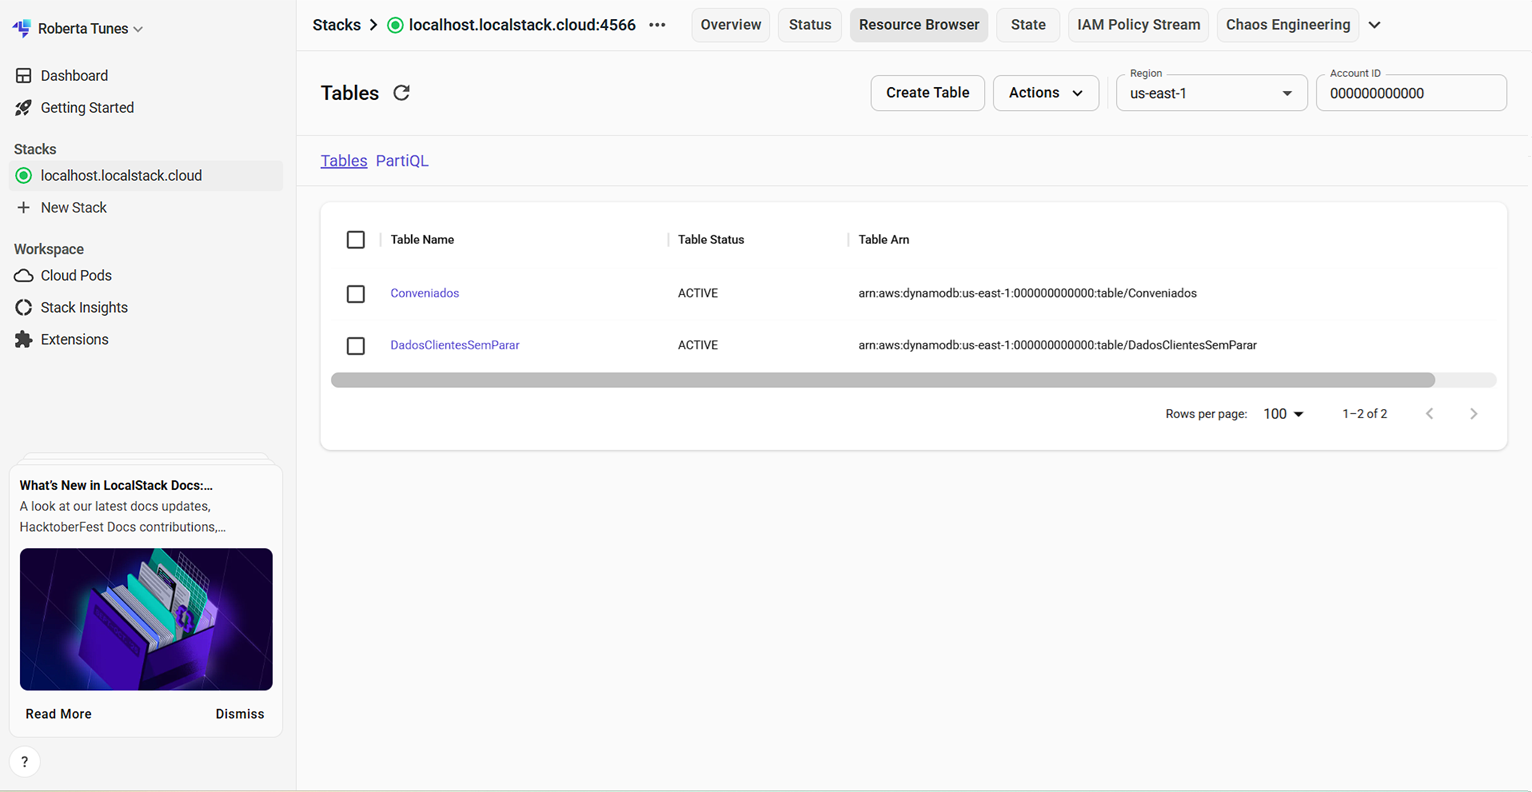 Roberta Tunes
Dashboard
Getting Started
Stacks
localhost.localstack.cloud
New Stack
Workspace
Cloud Pods
Stack Insights
Extensions
What's New in LocalStack Docs:...
A look at our latest docs updates,
HacktoberFest Docs contributions,...
Read More Dismiss
?
Stacks > localhost.localstack.cloud:4566 ••• Overview Status Resource Browser State IAM Policy Stream Chaos Engineering
Tables Create Table Actions Region us-east-1 Account ID 000000000000
Tables PartiQL
Table Name Table Status Table Arn
Conveniados ACTIVE arn:aws:dynamodb:us-east-1:000000000000:table/Conveniados
DadosClientesSemParar ACTIVE arn:aws:dynamodb:us-east-1:000000000000:table/DadosClientesSemParar
Rows per page: 100 1–2 of 2